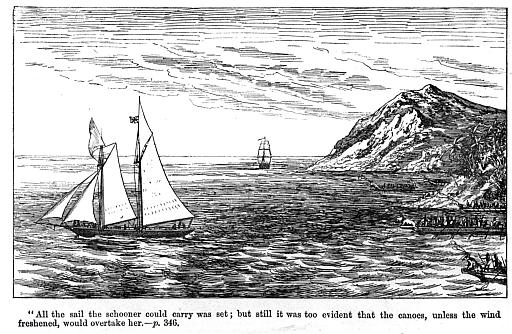 "All the sail the schooner could carry was set; but still it was too evident that the canoes, unless the wind
freshened, would overtake her.—p. 346.